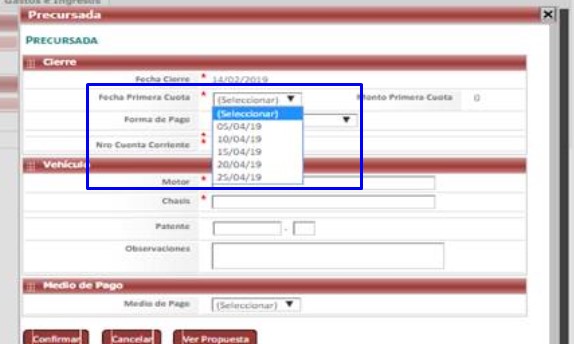 Gastos e Ingresos
Precursada
PRECURSADA
Cierre
Fecha Cierre * 14/02/2019
Fecha Primera Cuota * (Seleccionar) Monto Primera Cuota 0
(Seleccionar)
Forma de Pago *
05/04/19
10/04/19
Nro Cuenta Corriente *
15/04/19
Vehículo
20/04/19
25/04/19
Motor *
Chasis *
Patente -
Observaciones
Medio de Pago
Medio de Pago (Seleccionar)
Confirmar Cancelar Ver Propuesta